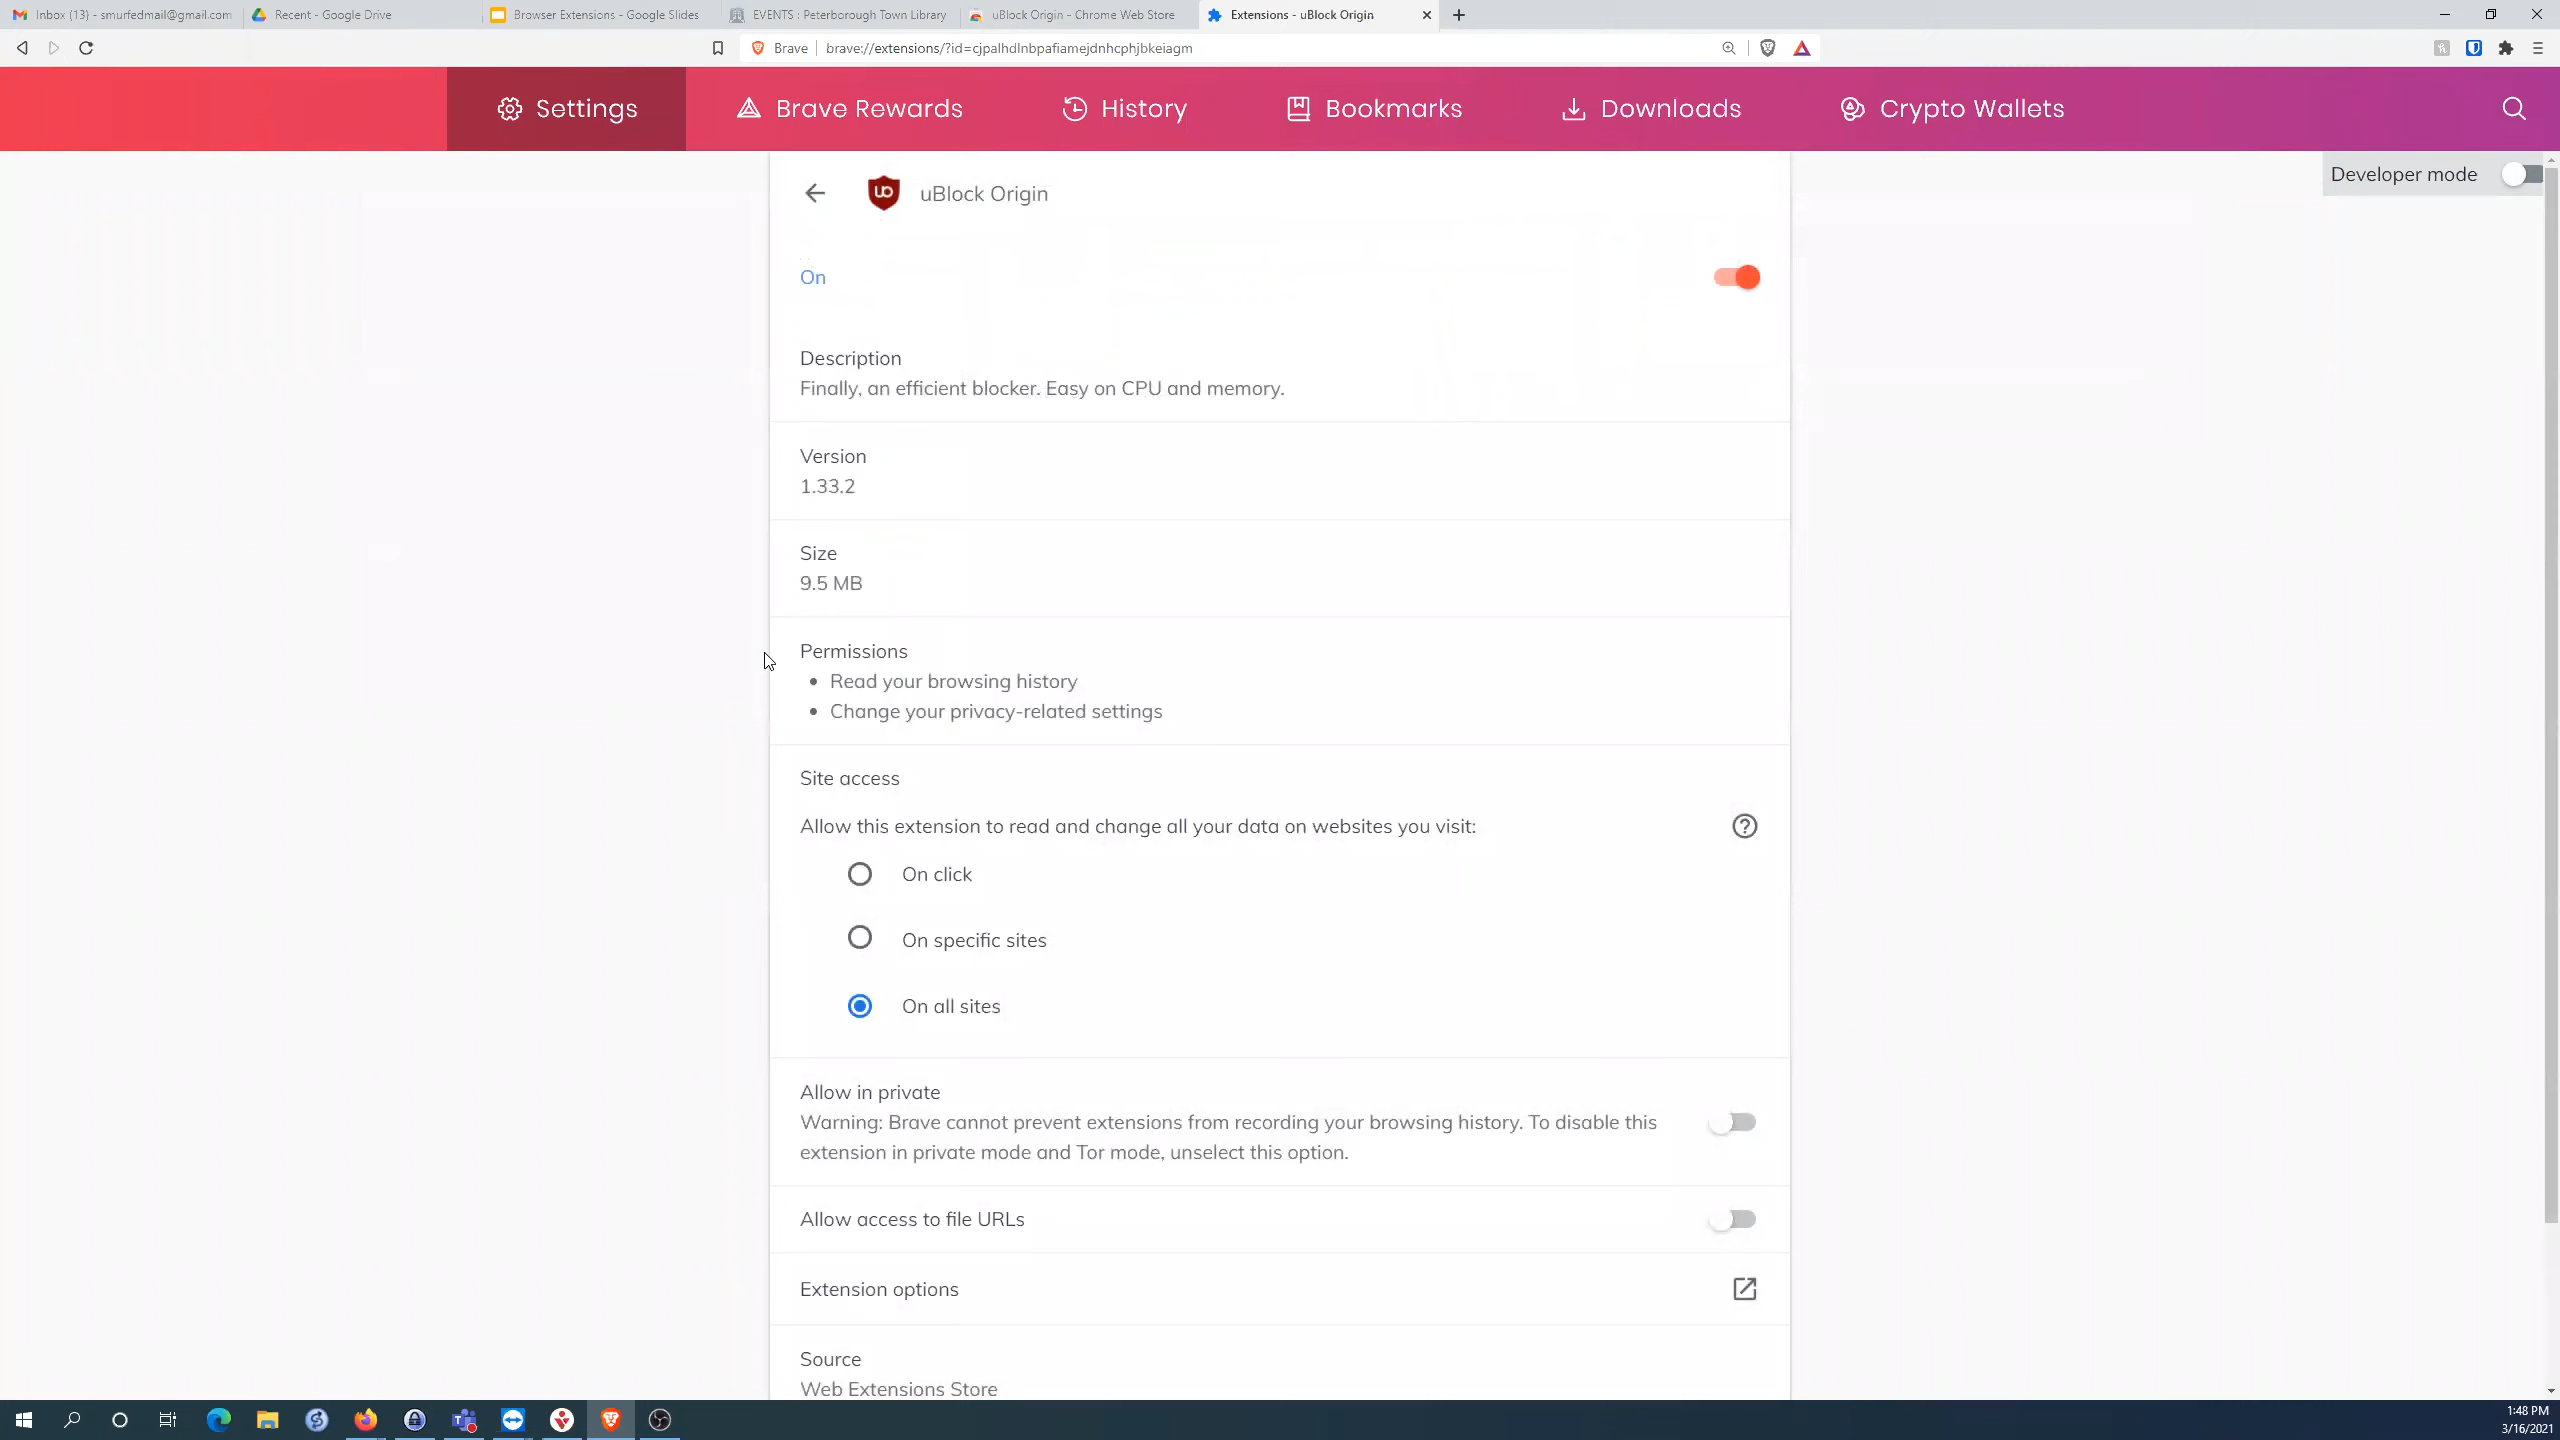 Inbox (13) - smurfedmail@gmail.com
Recent - Google Drive
Browser Extensions - Google Slides
EVENTS : Peterborough Town Library
uBlock Origin - Chrome Web Store
Extensions - uBlock Origin
Brave
brave://extensions/?id=cjpalhdlnbpafiamejdnhcphjbkeiagm
Settings
Brave Rewards
History
Bookmarks
Downloads
Crypto Wallets
Developer mode
uBlock Origin
On
Description
Finally, an efficient blocker. Easy on CPU and memory.
Version
1.33.2
Size
9.5 MB
Permissions
• Read your browsing history
• Change your privacy-related settings
Site access
Allow this extension to read and change all your data on websites you visit:
On click
On specific sites
On all sites
Allow in private
Warning: Brave cannot prevent extensions from recording your browsing history. To disable this
extension in private mode and Tor mode, unselect this option.
Allow access to file URLs
Extension options
Source
Web Extensions Store
1:48 PM
3/16/2021